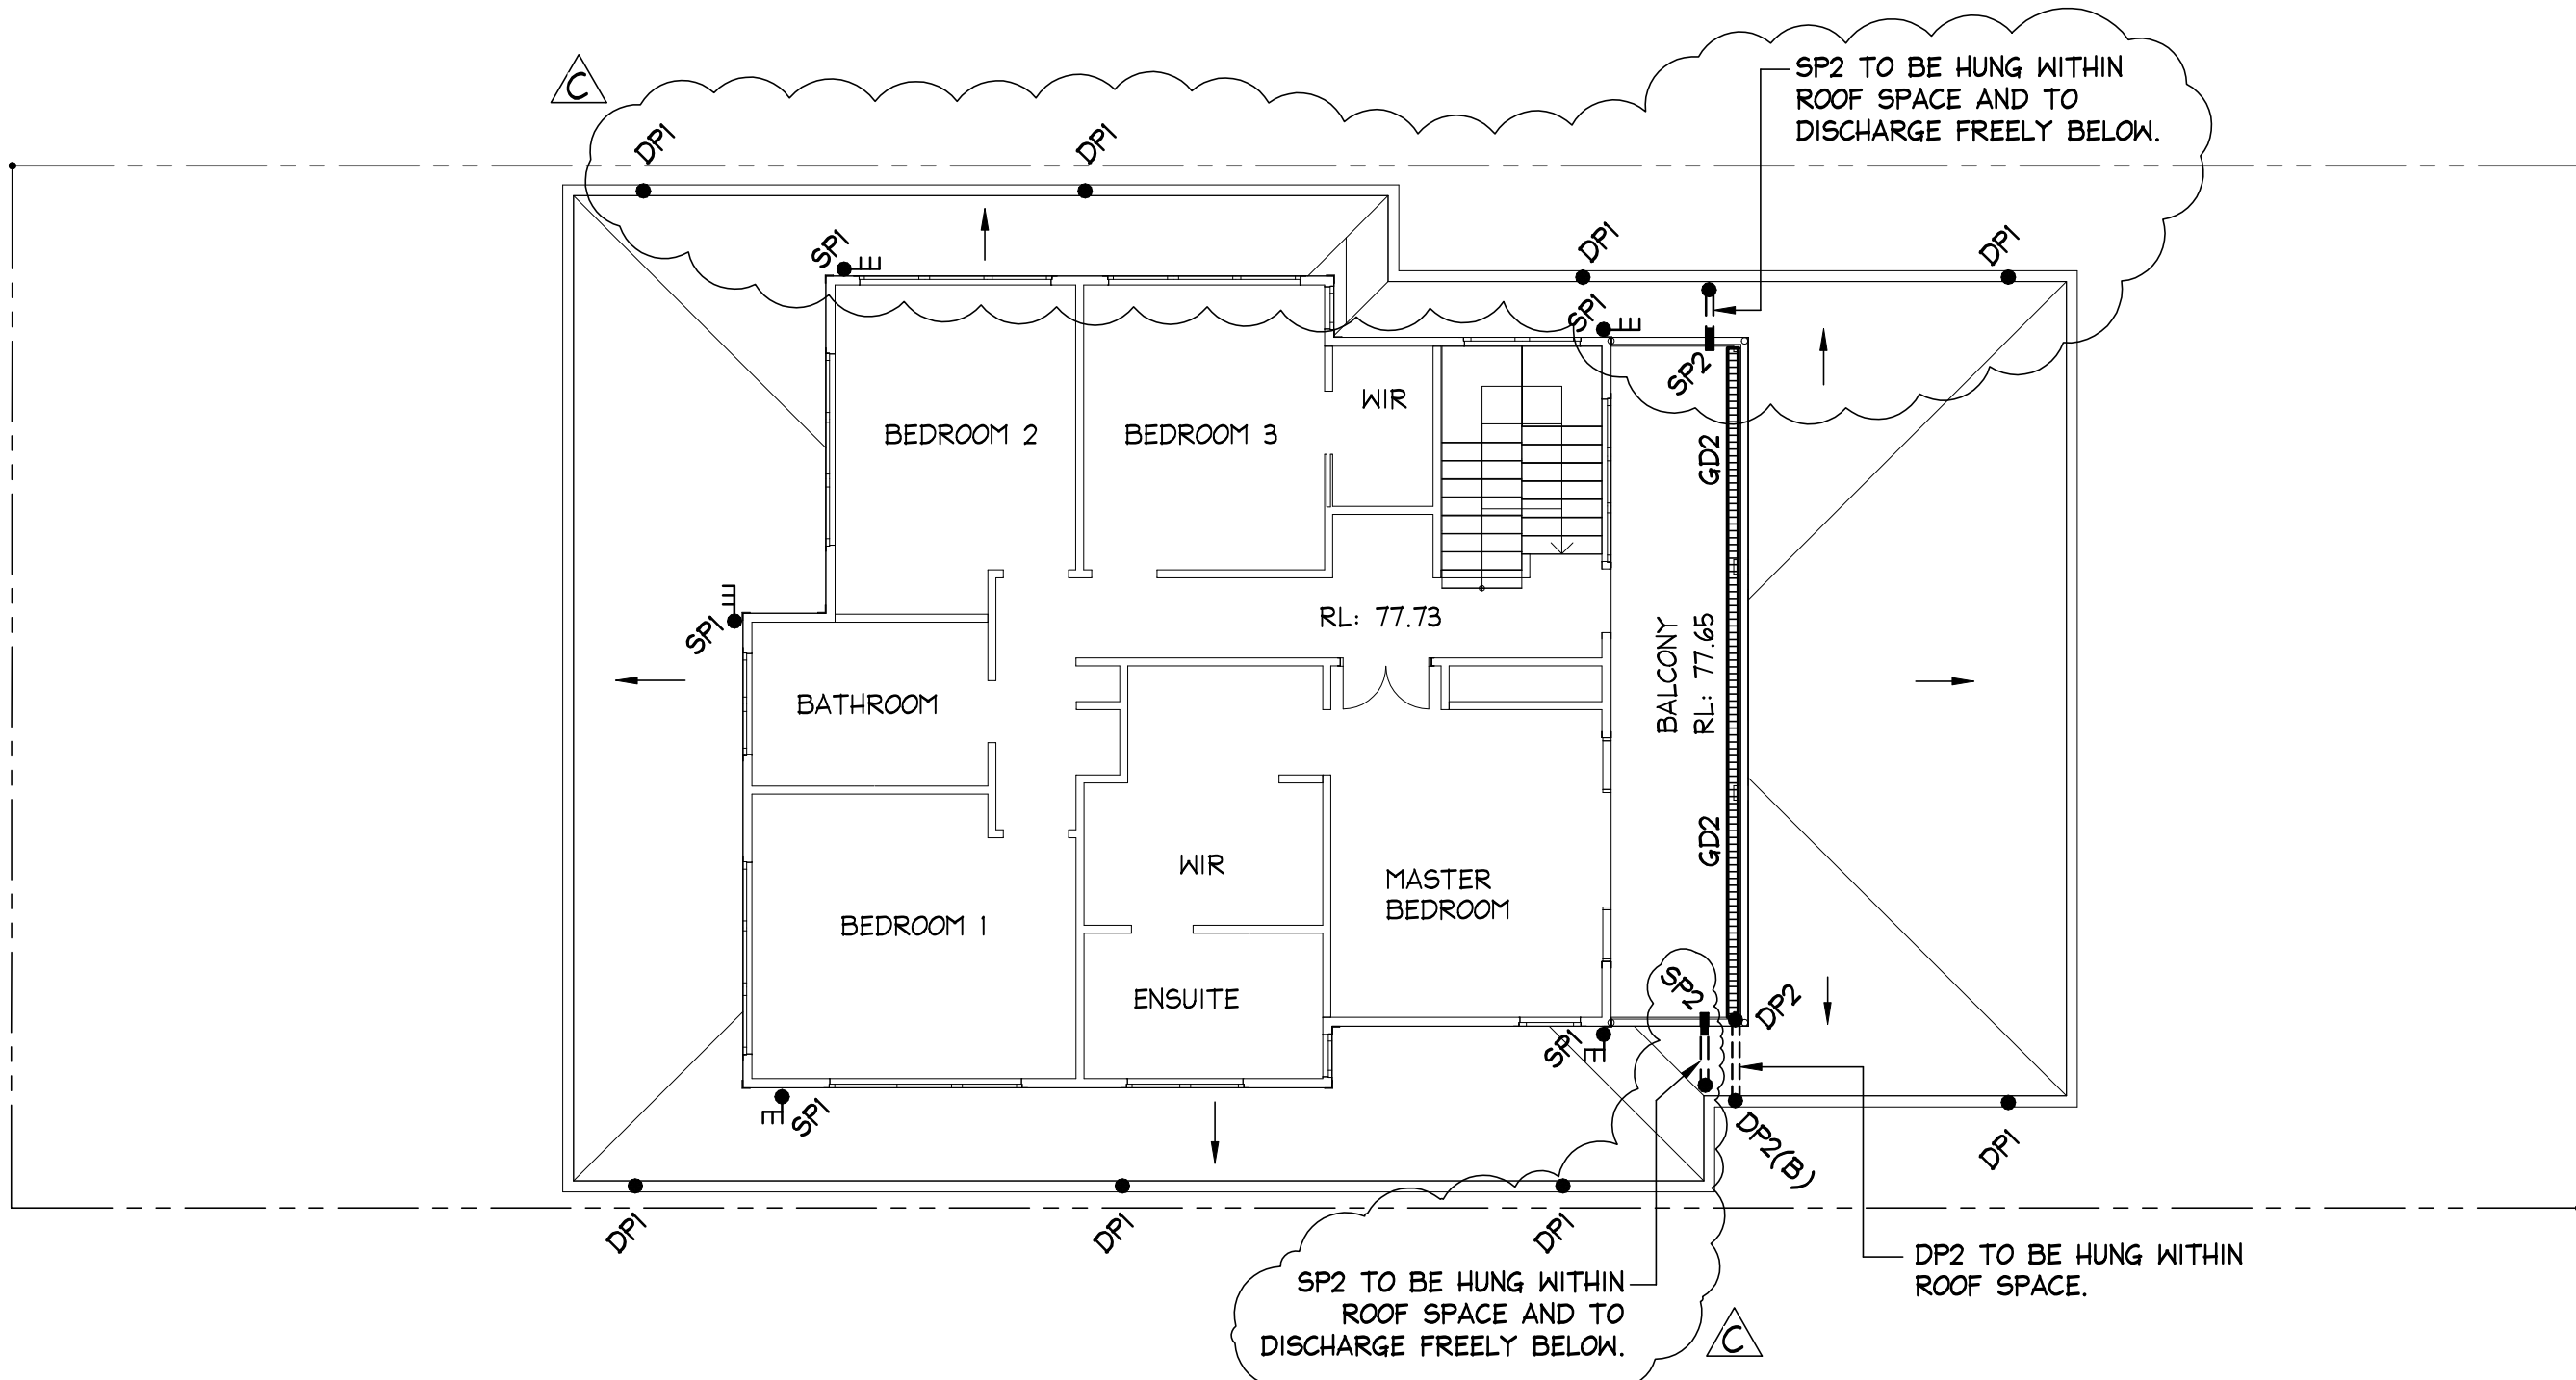 C
SP2 TO BE HUNG WITHIN
ROOF SPACE AND TO
DISCHARGE FREELY BELOW.
DP1
DP1
DP1
DP1
SP1
SP1
SP2
WIR
BEDROOM 2
BEDROOM 3
GD2
RL: 77.73
BALCONY
RL: 77.65
SP1
BATHROOM
GD2
WIR
MASTER
BEDROOM
BEDROOM 1
ENSUITE
SP2
DP2
SP1
SP1
DP2(B)
DP1
DP1
DP1
DP1
SP2 TO BE HUNG WITHIN
ROOF SPACE AND TO
DISCHARGE FREELY BELOW.
DP2 TO BE HUNG WITHIN
ROOF SPACE.
C